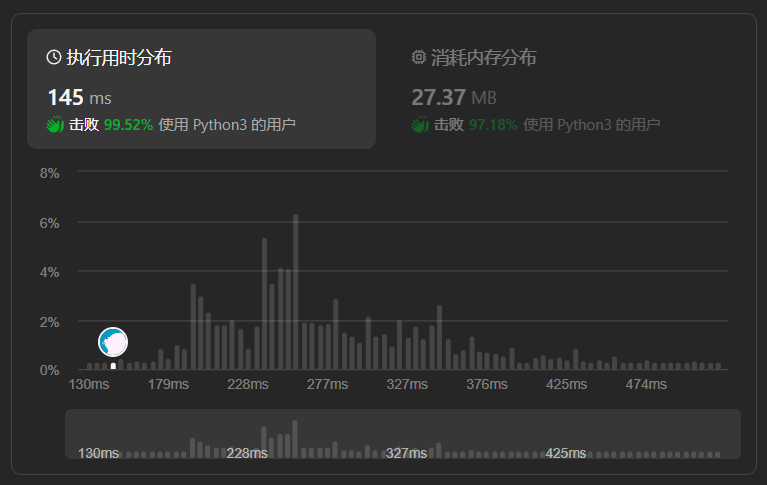 执行用时分布
145 ms
击败 99.52% 使用 Python3 的用户
消耗内存分布
27.37 MB
击败 97.18% 使用 Python3 的用户
8%
6%
4%
2%
0%
130ms 179ms 228ms 277ms 327ms 376ms 425ms 474ms
130ms 228ms 327ms 425ms